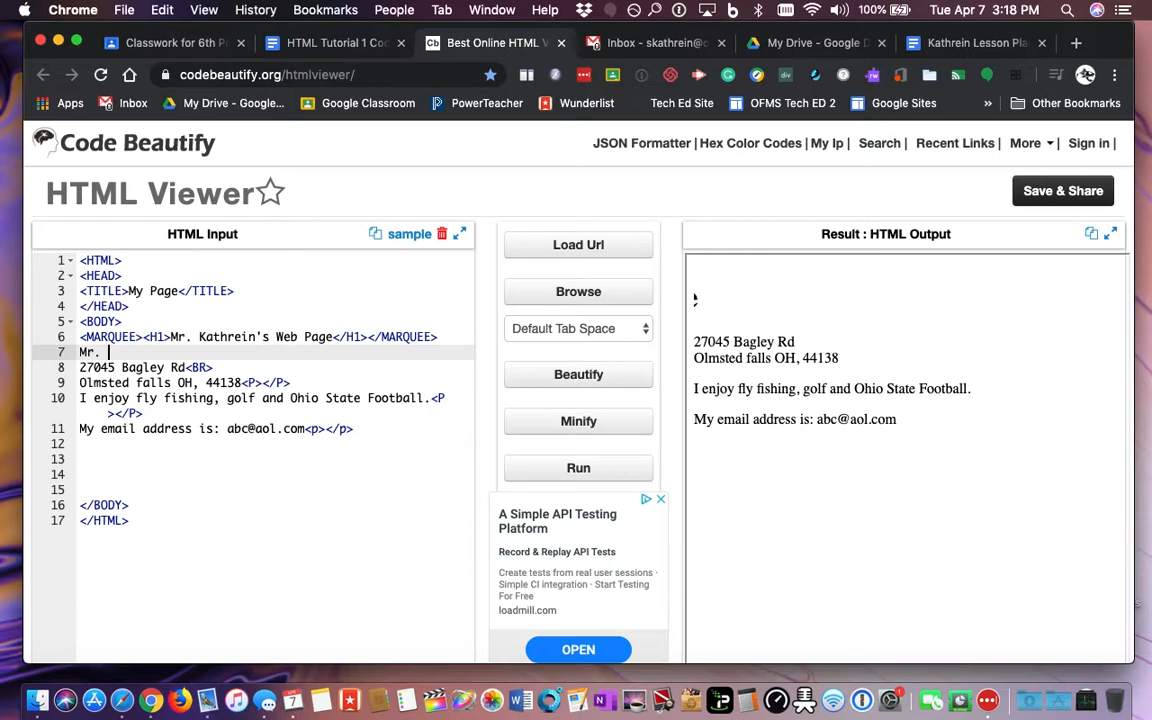 Chrome File Edit View History Bookmarks People Tab Window Help 100% Tue Apr 7 3:18 PM
Classwork for 6th P HTML Tutorial 1 Coo Cb Best Online HTML V Inbox - skathrein@o My Drive - Google D Kathrein Lesson Pla
codebeautify.org/htmlviewer/
Apps Inbox My Drive - Google... Google Classroom PowerTeacher Wunderlist Tech Ed Site OFMS Tech ED 2 Google Sites » Other Bookmarks
Code Beautify
JSON Formatter | Hex Color Codes | My Ip | Search | Recent Links | More Sign in |
HTML Viewer
Save & Share
HTML Input sample
Load Url
Browse
Default Tab Space
Beautify
Minify
Run
Result : HTML Output
1 <HTML>
2 <HEAD>
3 <TITLE>My Page</TITLE>
4 </HEAD>
5 <BODY>
6 <MARQUEE><H1>Mr. Kathrein's Web Page</H1></MARQUEE>
7 Mr.
8 27045 Bagley Rd<BR>
9 Olmsted falls OH, 44138<P></P>
10 I enjoy fly fishing, golf and Ohio State Football.<P
></P>
11 My email address is: abc@aol.com<p></p>
12
13
14
15
16 </BODY>
17 </HTML>
A Simple API Testing
Platform
Record & Replay API Tests
Create tests from real user sessions ·
Simple CI integration · Start Testing
For Free
loadmill.com
OPEN
e
27045 Bagley Rd
Olmsted falls OH, 44138
I enjoy fly fishing, golf and Ohio State Football.
My email address is: abc@aol.com